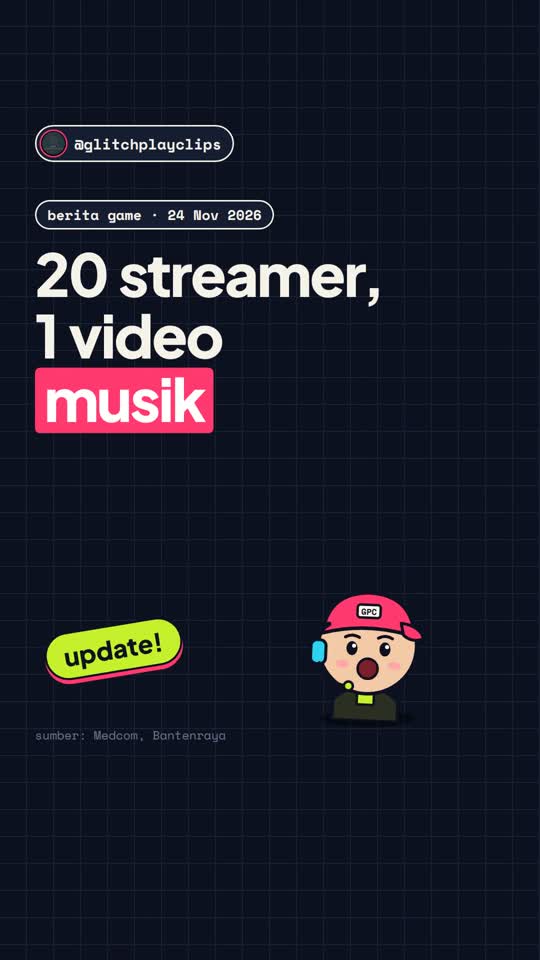 @glitchplayclips
berita game · 24 Nov 2026
20 streamer,
1 video
musik
GPC
update!
sumber: Medcom, Bantenraya